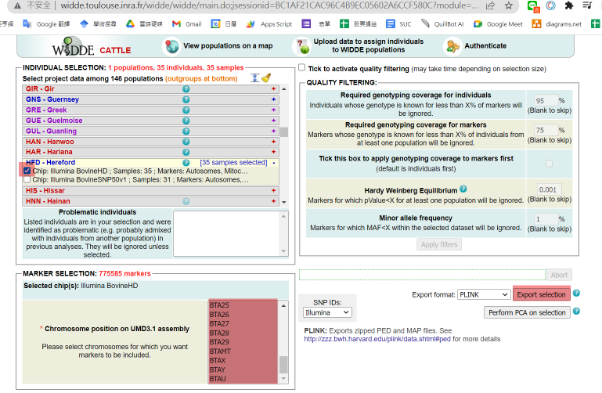 不安全 | widde.toulouse.inra.fr/widde/widde/main.do;jsessionid=BC1AF21CAC96C4B9EC05602A6CCF580C?module=...
Google 翻譯
學術搜尋
雲端硬碟
M Gmail
日曆
Apps Script
SUC
QuillBot AI
Google Meet
diagrams.net
WIDDE CATTLE
View populations on a map
Upload data to assign individuals to WIDDE populations
Authenticate
INDIVIDUAL SELECTION: 1 populations, 35 individuals, 35 samples
Select project data among 146 populations (outgroups at bottom)
GIR - Gir +
GNS - Guernsey +
GRE - Greek +
GUE - Guelmoise +
GUL - Guanling +
HAN - Hanwoo +
HAR - Hariana +
HFD - Hereford [35 samples selected] -
Chip: Illumina BovineHD ; Samples: 35 ; Markers: Autosomes, Mitoc...
Chip: Illumina BovineSNP50v1 ; Samples: 31 ; Markers: Autosomes,...
HIS - Hissar +
HNN - Hainan +
Problematic individuals
Listed individuals are in your selection and were
identified as problematic (e.g. probably admixed
with individuals from another population) in
previous analyses. They will be ignored unless
selected.
MARKER SELECTION: 775585 markers
Selected chip(s): Illumina BovineHD
* Chromosome position on UMD3.1 assembly
Please select chromosomes for which you want
markers to be included.
BTA25
BTA26
BTA27
BTA28
BTA29
BTAMT
BTAX
BTAY
BTAU
Tick to activate quality filtering (may take time depending on selection size)
QUALITY FILTERING:
Required genotyping coverage for individuals
Individuals whose genotype is known for less than X% of markers will
be ignored.
95 %
(Blank to skip)
Required genotyping coverage for markers
Markers whose genotype is known for less than X% of individuals from
at least one population will be ignored.
75 %
(Blank to skip)
Tick this box to apply genotyping coverage to markers first
(default is individuals first)
Hardy Weinberg Equilibrium
Markers for which pValue<X for at least one population will be ignored.
0.001
(Blank to skip)
Minor allele frequency
Markers for which MAF<X within the selected dataset will be ignored.
1 %
(Blank to skip)
Apply filters
Abort
SNP IDs:
Illumina
Export format: PLINK
Export selection
Perform PCA on selection
PLINK: Exports zipped PED and MAP files. See
http://zzz.bwh.harvard.edu/plink/data.shtml#ped for more details